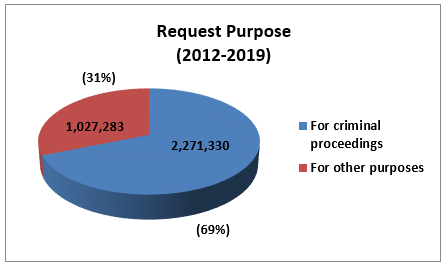 Request Purpose
(2012-2019)
(31%)
1,027,283
2,271,330
(69%)
For criminal
proceedings
For other purposes